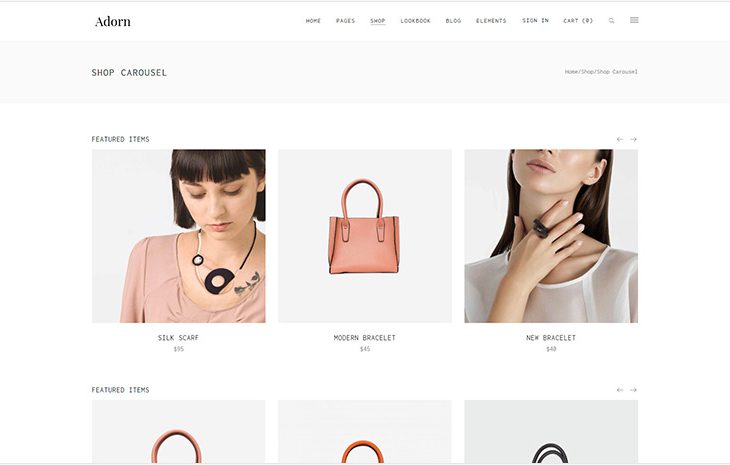 Adorn
HOME PAGES SHOP LOOKBOOK BLOG ELEMENTS SIGN IN CART (0)
SHOP CAROUSEL
Home/Shop/Shop Carousel
FEATURED ITEMS
SILK SCARF
$95
MODERN BRACELET
$45
NEW BRACELET
$40
FEATURED ITEMS